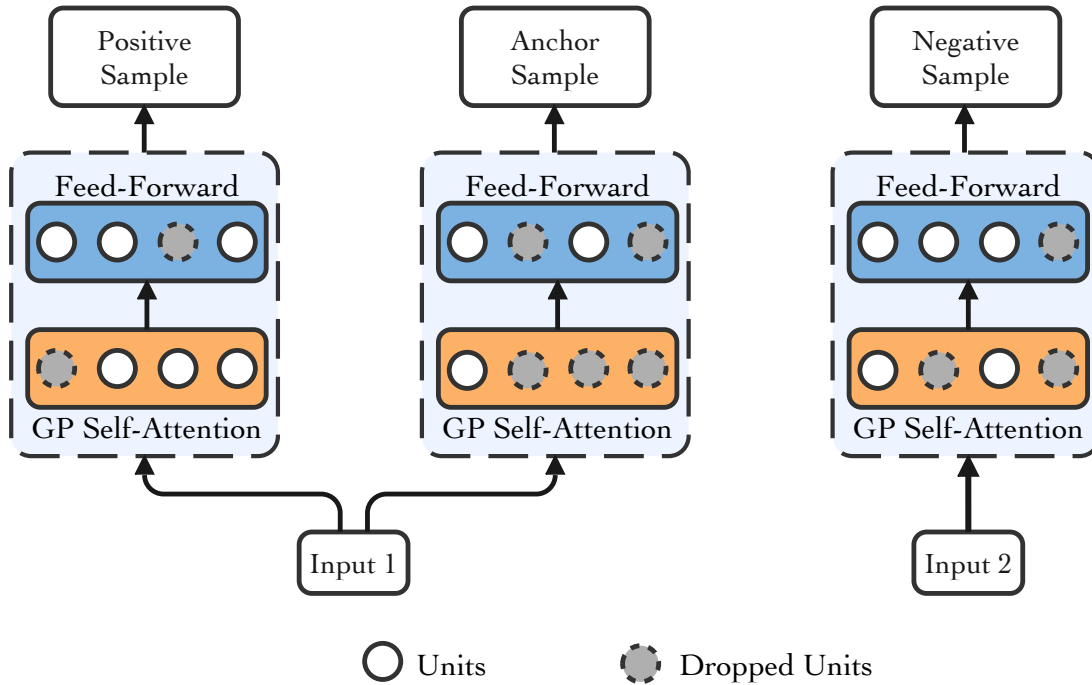 Positive
Sample
Anchor
Sample
Negative
Sample
Feed-Forward
Feed-Forward
Feed-Forward
GP Self-Attention
GP Self-Attention
GP Self-Attention
Input 1
Input 2
Units
Dropped Units